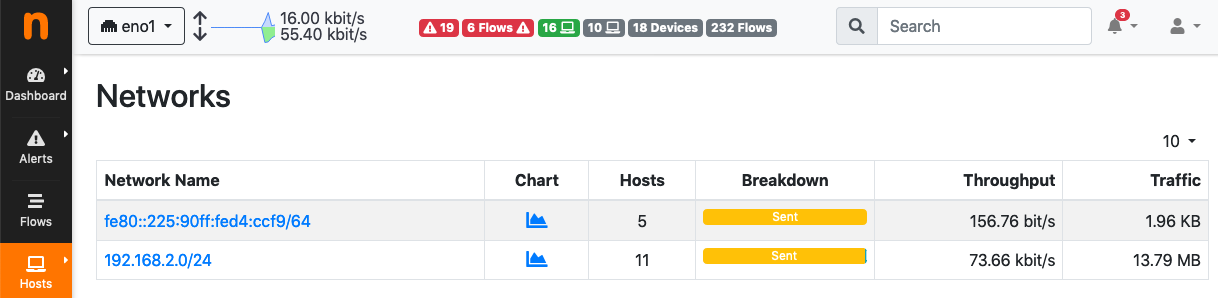 n
eno1
16.00 kbit/s
55.40 kbit/s
19
6 Flows
16
10
18 Devices
232 Flows
Search
3
Dashboard
Alerts
Flows
Hosts
Networks
10
Network Name Chart Hosts Breakdown Throughput Traffic
fe80::225:90ff:fed4:ccf9/64 5 Sent 156.76 bit/s 1.96 KB
192.168.2.0/24 11 Sent 73.66 kbit/s 13.79 MB